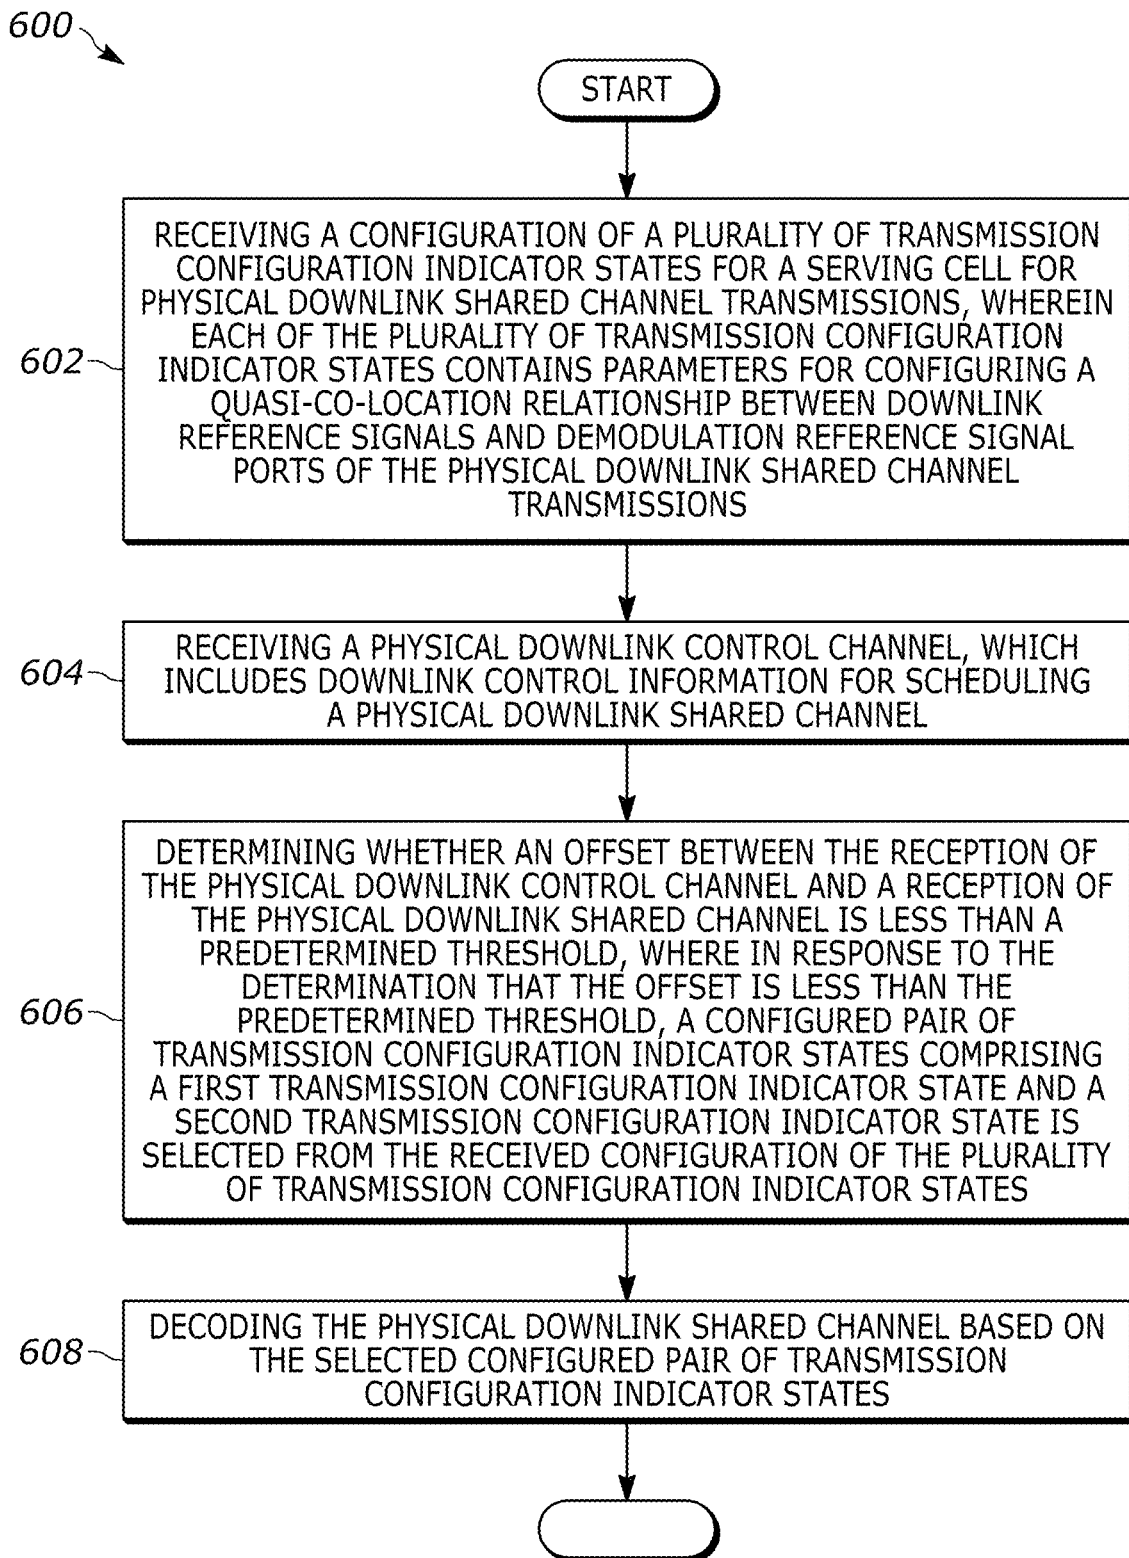 600
START
602
RECEIVING A CONFIGURATION OF A PLURALITY OF TRANSMISSION
CONFIGURATION INDICATOR STATES FOR A SERVING CELL FOR
PHYSICAL DOWNLINK SHARED CHANNEL TRANSMISSIONS, WHEREIN
EACH OF THE PLURALITY OF TRANSMISSION CONFIGURATION
INDICATOR STATES CONTAINS PARAMETERS FOR CONFIGURING A
QUASI-CO-LOCATION RELATIONSHIP BETWEEN DOWNLINK
REFERENCE SIGNALS AND DEMODULATION REFERENCE SIGNAL
PORTS OF THE PHYSICAL DOWNLINK SHARED CHANNEL
TRANSMISSIONS
604
RECEIVING A PHYSICAL DOWNLINK CONTROL CHANNEL, WHICH
INCLUDES DOWNLINK CONTROL INFORMATION FOR SCHEDULING
A PHYSICAL DOWNLINK SHARED CHANNEL
606
DETERMINING WHETHER AN OFFSET BETWEEN THE RECEPTION OF
THE PHYSICAL DOWNLINK CONTROL CHANNEL AND A RECEPTION OF
THE PHYSICAL DOWNLINK SHARED CHANNEL IS LESS THAN A
PREDETERMINED THRESHOLD, WHERE IN RESPONSE TO THE
DETERMINATION THAT THE OFFSET IS LESS THAN THE
PREDETERMINED THRESHOLD, A CONFIGURED PAIR OF
TRANSMISSION CONFIGURATION INDICATOR STATES COMPRISING
A FIRST TRANSMISSION CONFIGURATION INDICATOR STATE AND A
SECOND TRANSMISSION CONFIGURATION INDICATOR STATE IS
SELECTED FROM THE RECEIVED CONFIGURATION OF THE PLURALITY
OF TRANSMISSION CONFIGURATION INDICATOR STATES
608
DECODING THE PHYSICAL DOWNLINK SHARED CHANNEL BASED ON
THE SELECTED CONFIGURED PAIR OF TRANSMISSION
CONFIGURATION INDICATOR STATES